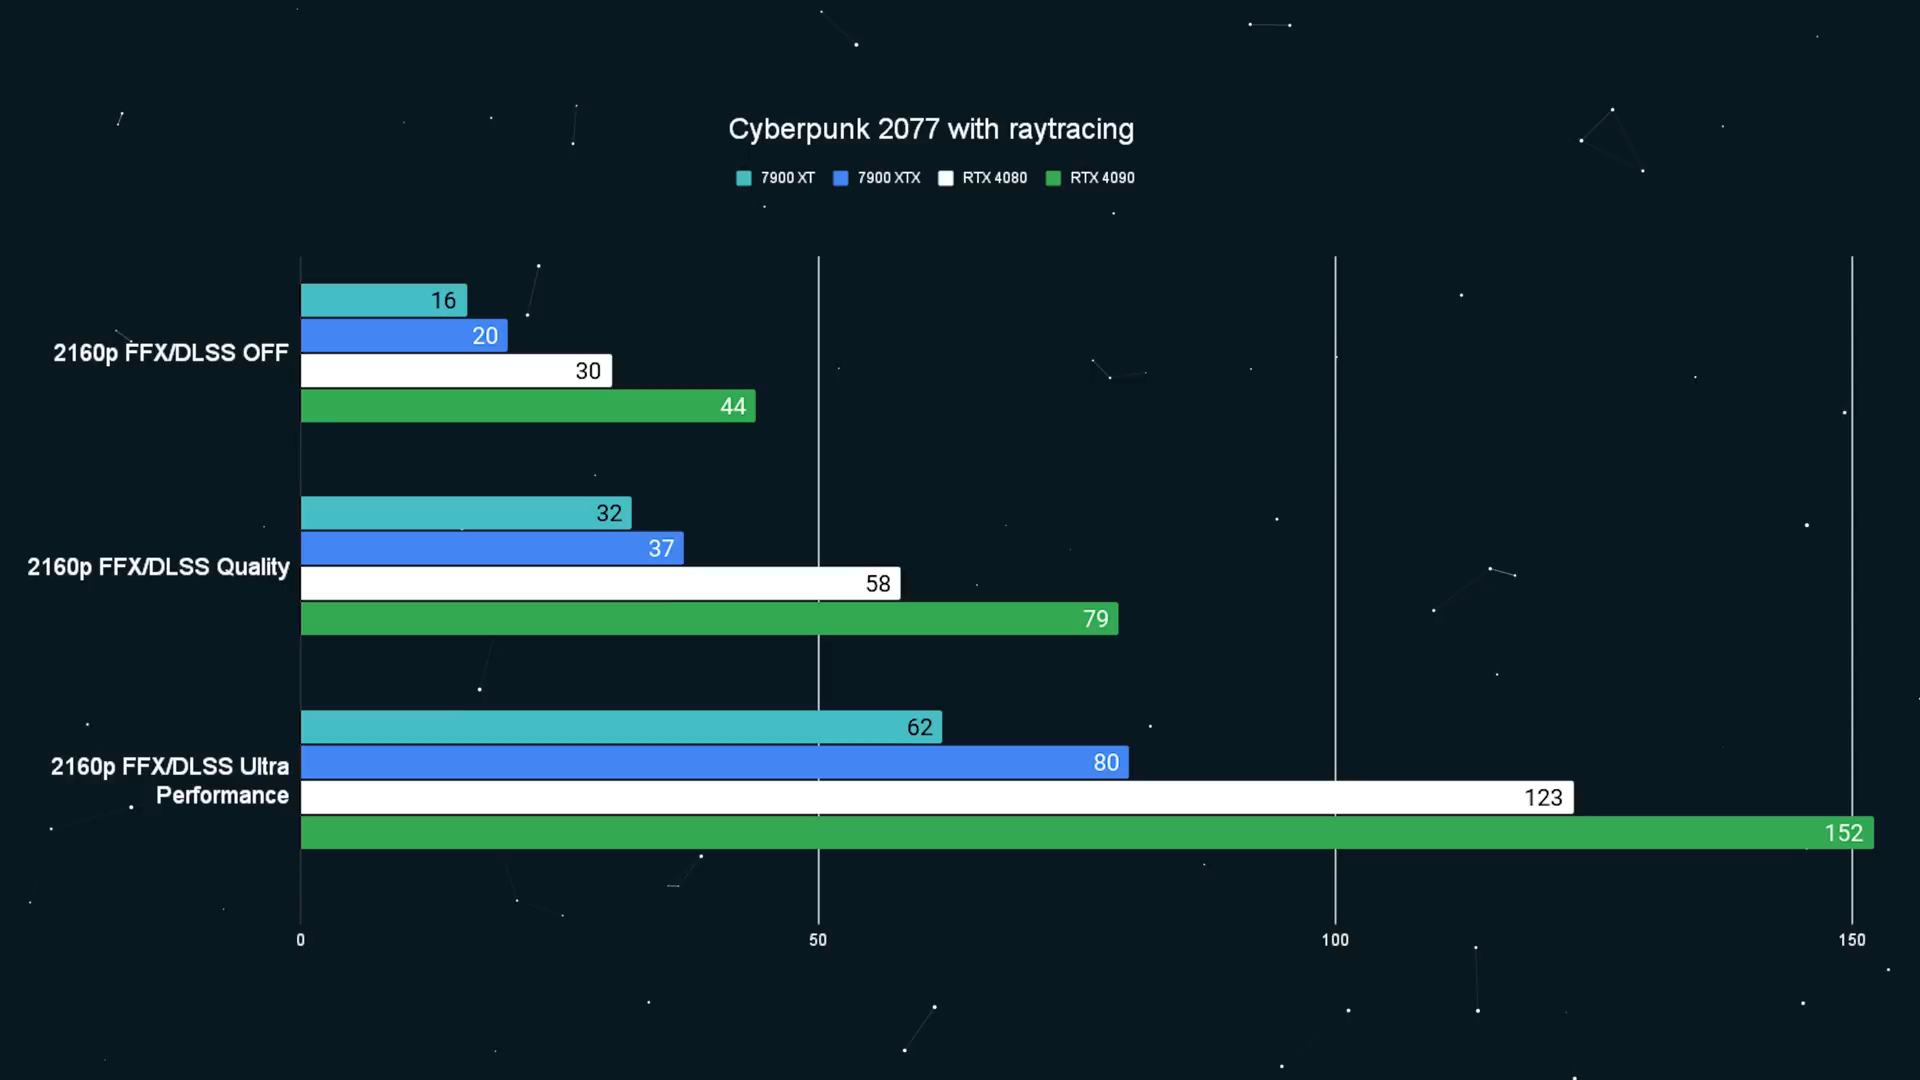 Cyberpunk 2077 with raytracing
7900 XT 7900 XTX RTX 4080 RTX 4090
2160p FFX/DLSS OFF
16
20
30
44
2160p FFX/DLSS Quality
32
37
58
79
2160p FFX/DLSS Ultra
Performance
62
80
123
152
0 50 100 150